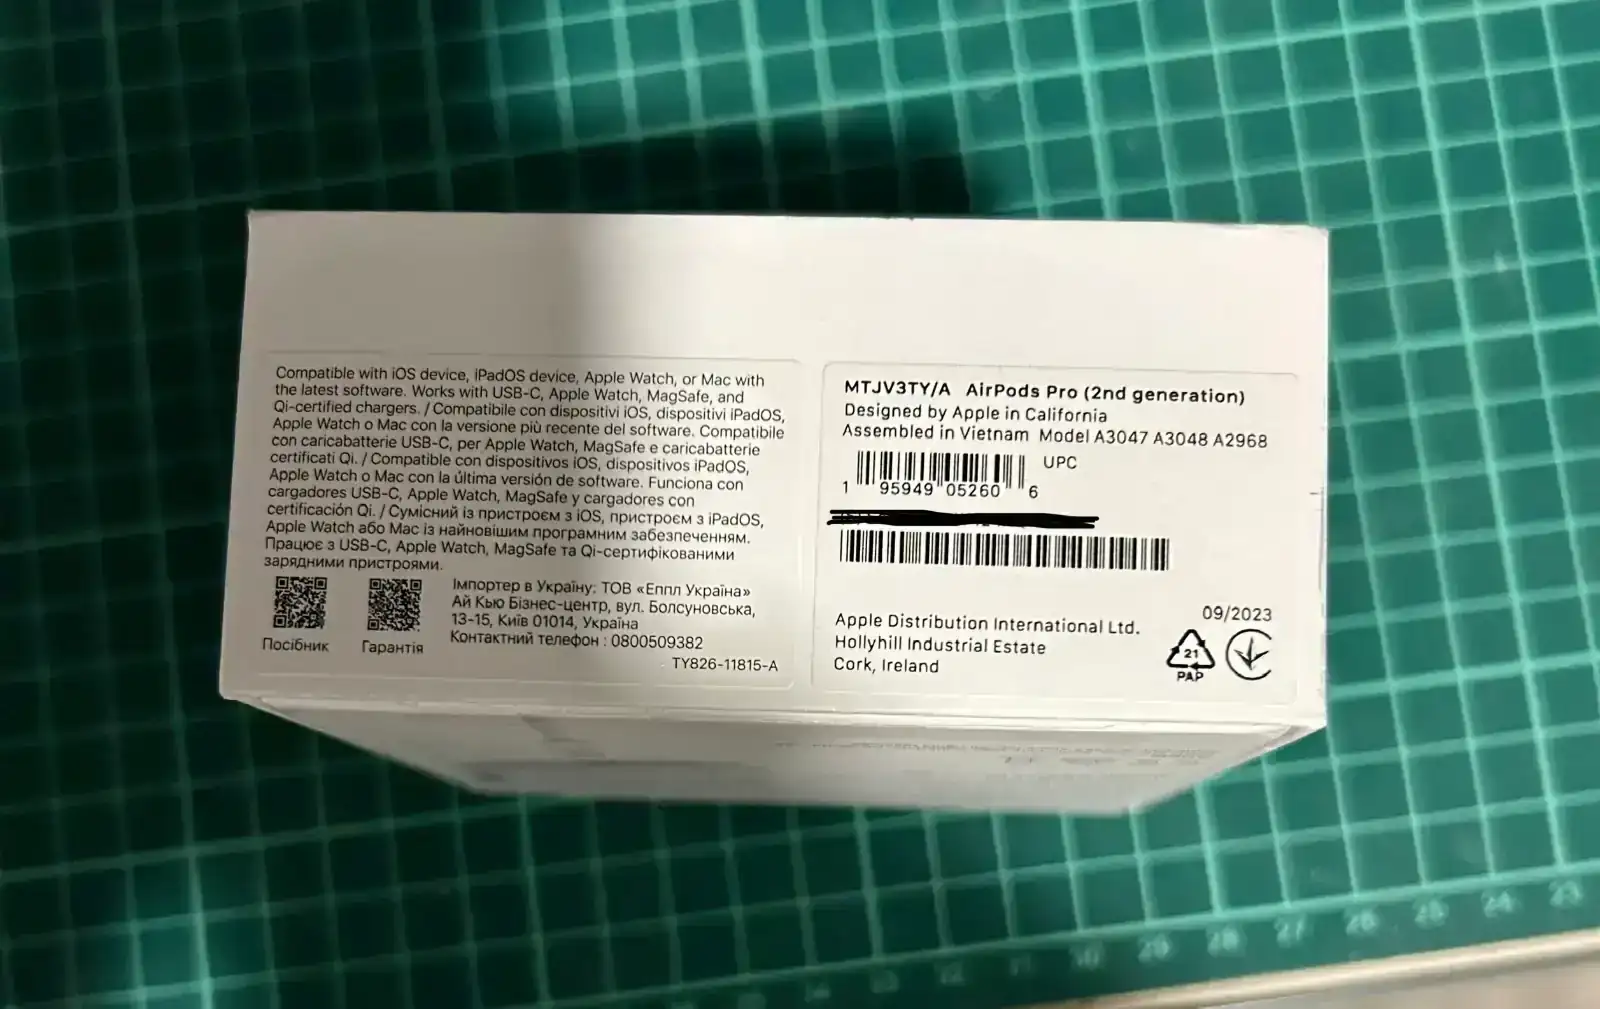 Compatible with iOS device, iPadOS device, Apple Watch, or Mac with
the latest software. Works with USB-C, Apple Watch, MagSafe, and
Qi-certified chargers. / Compatibile con dispositivi iOS, dispositivi iPadOS,
Apple Watch o Mac con la versione più recente del software. Compatibile
con caricabatterie USB-C, per Apple Watch, MagSafe e caricabatterie
certificati Qi. / Compatible con dispositivos iOS, dispositivos iPadOS,
Apple Watch o Mac con la última versión de software. Funciona con
cargadores USB-C, Apple Watch, MagSafe y cargadores con
certificación Qi. / Сумісний із пристроєм з iOS, пристроєм з iPadOS,
Apple Watch або Mac із найновішим програмним забезпеченням.
Працює з USB-C, Apple Watch, MagSafe та Qi-сертифікованими
зарядними пристроями.
Посібник
Гарантія
Імпортер в Україну: ТОВ «Еппл Україна»
Ай Кью Бізнес-центр, вул. Болсуновська,
13-15, Київ 01014, Україна
Контактний телефон : 0800509382
TY826-11815-A
MTJV3TY/A AirPods Pro (2nd generation)
Designed by Apple in California
Assembled in Vietnam Model A3047 A3048 A2968
UPC
1 95949 05260 6
Apple Distribution International Ltd.
Hollyhill Industrial Estate
Cork, Ireland
09/2023
21
PAP
29 28 27 26 25 24 23